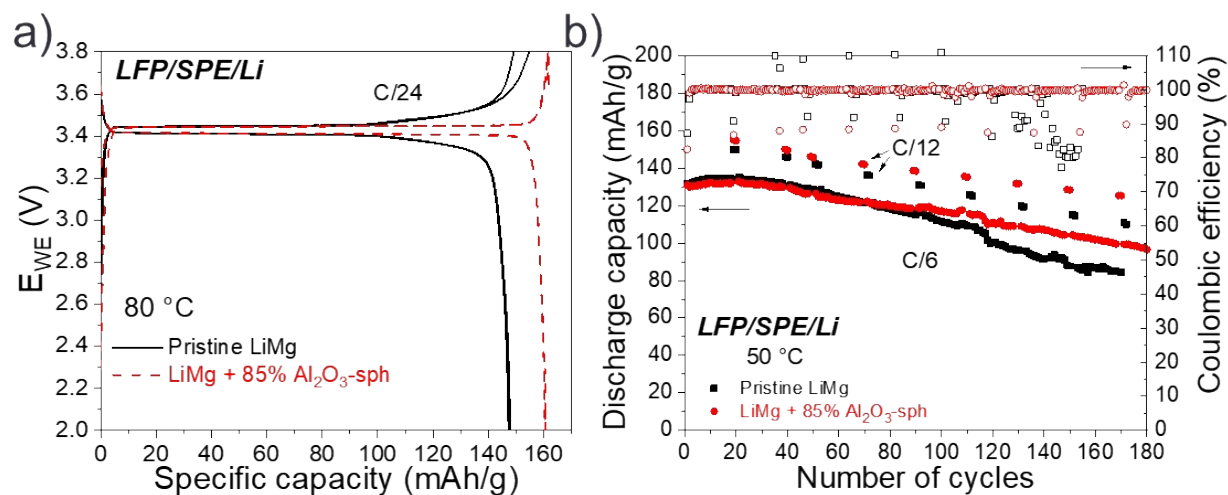 a)
LFP/SPE/Li
C/24
80 °C
Pristine LiMg
LiMg + 85% Al₂O₃-sph
E_WE (V)
3.8
3.6
3.4
3.2
3.0
2.8
2.6
2.4
2.2
2.0
0 20 40 60 80 100 120 140 160
Specific capacity (mAh/g)
b)
Discharge capacity (mAh/g)
200
180
160
140
120
100
80
60
40
20
0
C/12
C/6
LFP/SPE/Li
50 °C
Pristine LiMg
LiMg + 85% Al₂O₃-sph
0 20 40 60 80 100 120 140 160 180
Number of cycles
110
100
90
80
70
60
50
40
30
20
10
0
Coulombic efficiency (%)